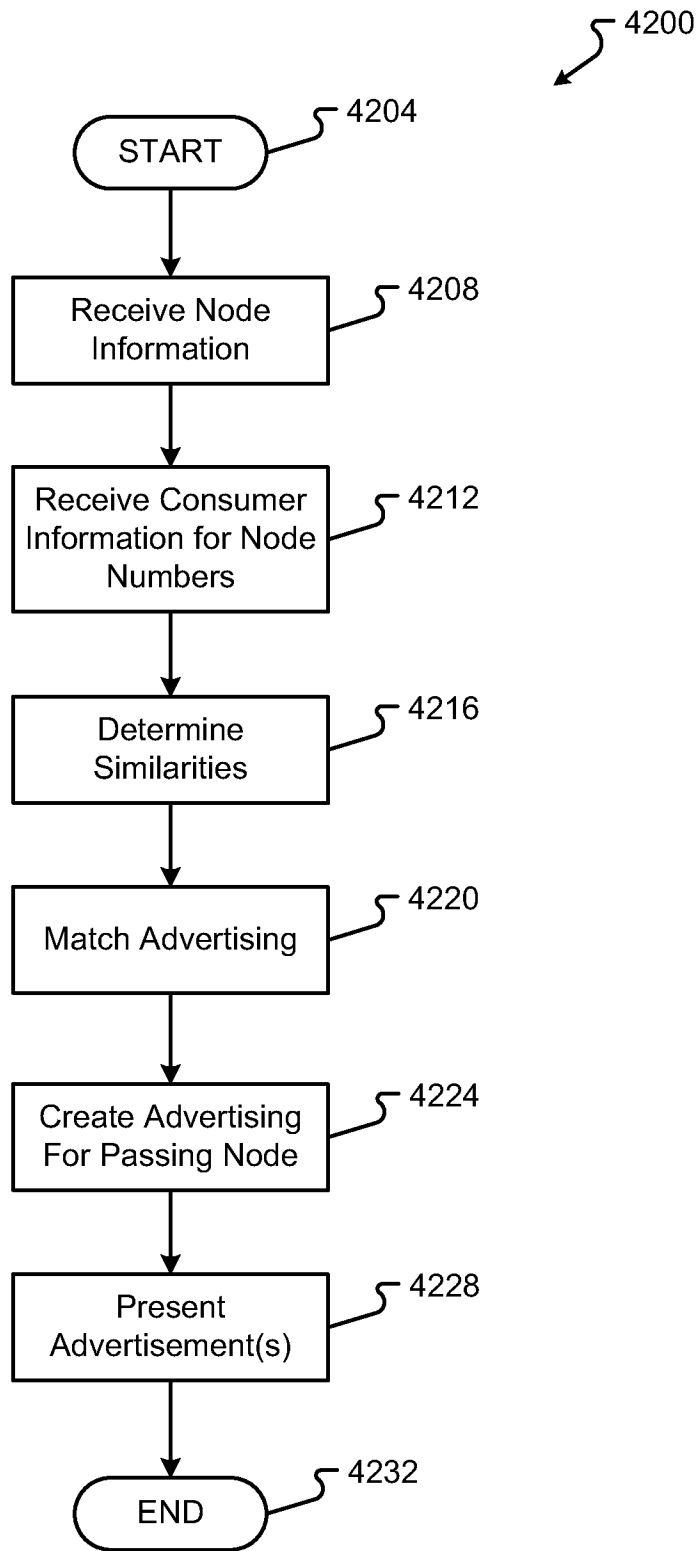 4200
4204
START
4208
Receive Node
Information
4212
Receive Consumer
Information for Node
Numbers
4216
Determine
Similarities
4220
Match Advertising
4224
Create Advertising
For Passing Node
4228
Present
Advertisement(s)
4232
END